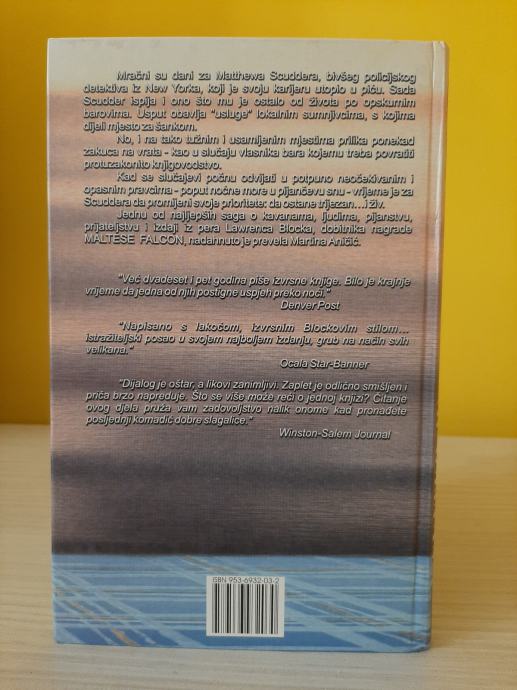 Mračni su dani za Matthewa Scuddera, bivšeg policijskog
detektiva iz New Yorka, koji je svoju karijeru utopio u piću. Sada
Scudder ispija i ono što mu je ostalo od života po opskurnim
barovima. Usput obavlja "usluge" lokalnim sumnjivcima, s kojima
dijeli mjesto za šankom.
No, i na tako tužnim i usamljenim mjestima prilika ponekad
zakuca na vrata - kao u slučaju vlasnika bara kojemu treba povratiti
protuzakonito knjigovodstvo.
Kad se slučajevi počnu odvijati u potpuno neočekivanim i
opasnim pravcima - poput noćne more u pijančevu snu - vrijeme je za
Scuddera da promijeni svoje prioritete: da ostane trijezan...i živ.
Jednu od najljepših saga o kavanama, ljudima, pijanstvu,
prijateljstvu i izdaji iz pera Lawrenca Blocka, dobitnika nagrade
MALTESE FALCON, nadahnuto je prevela Martina Aničić.
"Već dvadeset i pet godina piše izvrsne knjige. Bilo je krajnje
vrijeme da jedna od njih postigne uspjeh preko noći."
Denver Post
"Napisano s lakoćom, izvrsnim Blockovim stilom...
istražiteljski posao u svojem najboljem izdanju, grub na način svih
velikana."
Ocala Star-Banner
"Dijalog je oštar, a likovi zanimljivi. Zaplet je odlično smišljen i
priča brzo napreduje. Što se više može reći o jednoj knjizi? Čitanje
ovog djela pruža vam zadovoljstvo nalik onome kad pronađete
posljednji komadić dobre slagalice."
Winston-Salem Journal
ISBN 953-6932-03-2